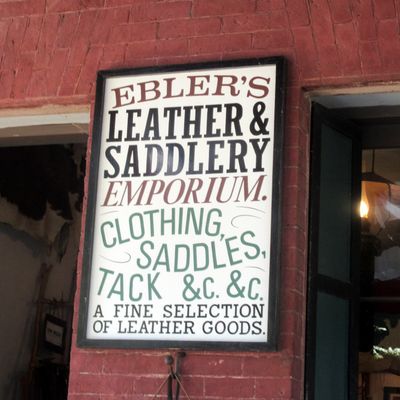 EBLER'S
LEATHER &
SADDLERY
EMPORIUM.
CLOTHING,
SADDLES,
TACK &C. &C.
A FINE SELECTION
OF LEATHER GOODS.